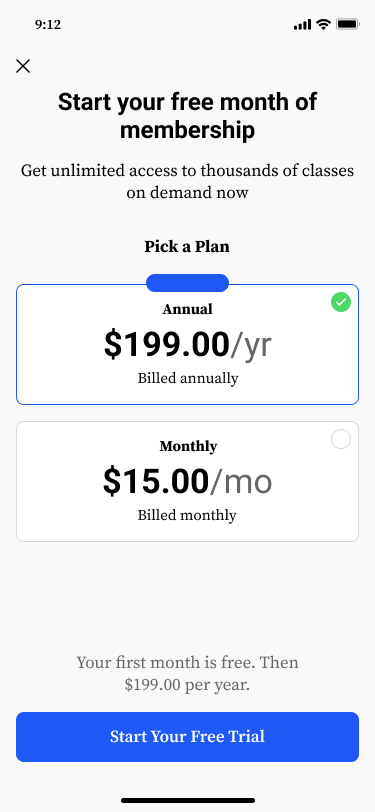 9:12
Start your free month of
membership
Get unlimited access to thousands of classes
on demand now
Pick a Plan
Annual
$199.00/yr
Billed annually
Monthly
$15.00/mo
Billed monthly
Your first month is free. Then
$199.00 per year.
Start Your Free Trial